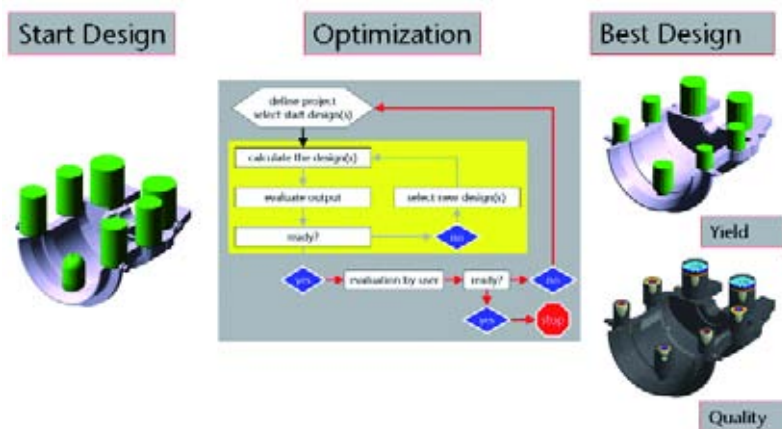 Start Design
Optimization
Best Design
define project
select start design(s)
calculate the design(s)
evaluate output
select new design(s)
ready?
no
yes
evaluation by user
ready?
no
yes
stop
Yield
Quality